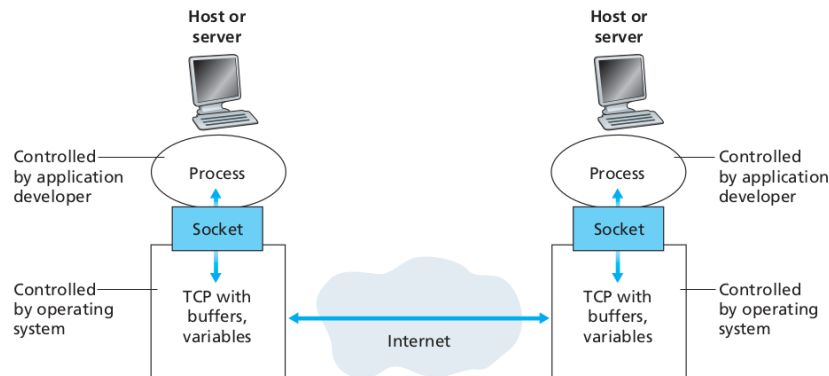 Host or
server
Host or
server
Controlled
by application
developer
Process
Process
Controlled
by application
developer
Socket
Socket
Controlled
by operating
system
TCP with
buffers,
variables
Internet
TCP with
buffers,
variables
Controlled
by operating
system